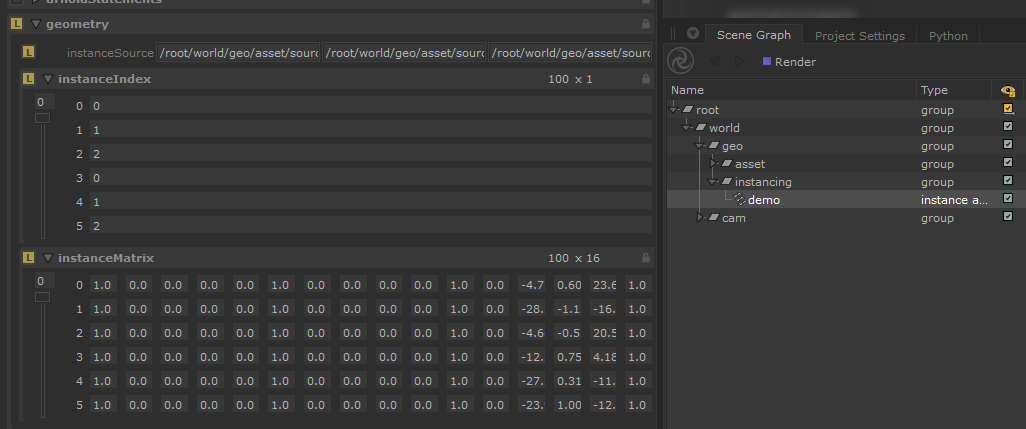 arnoldStatements
L geometry
L instanceSource /root/world/geo/asset/sourc /root/world/geo/asset/sourc /root/world/geo/asset/sourc
L instanceIndex 100 x 1
0 0 0
1 1
2 2
3 0
4 1
5 2
L instanceMatrix 100 x 16
0 0 1.0 0.0 0.0 0.0 0.0 1.0 0.0 0.0 0.0 0.0 1.0 0.0 -4.7 0.60 23.6 1.0
1 1.0 0.0 0.0 0.0 0.0 1.0 0.0 0.0 0.0 0.0 1.0 0.0 -28. -1.1 -16. 1.0
2 1.0 0.0 0.0 0.0 0.0 1.0 0.0 0.0 0.0 0.0 1.0 0.0 -4.6 -0.5 20.5 1.0
3 1.0 0.0 0.0 0.0 0.0 1.0 0.0 0.0 0.0 0.0 1.0 0.0 -12. 0.75 4.18 1.0
4 1.0 0.0 0.0 0.0 0.0 1.0 0.0 0.0 0.0 0.0 1.0 0.0 -27. 0.31 -11. 1.0
5 1.0 0.0 0.0 0.0 0.0 1.0 0.0 0.0 0.0 0.0 1.0 0.0 -23. 1.00 -12. 1.0
Scene Graph Project Settings Python
Render
Name Type
root group
world group
geo group
asset group
instancing group
demo instance a...
cam group